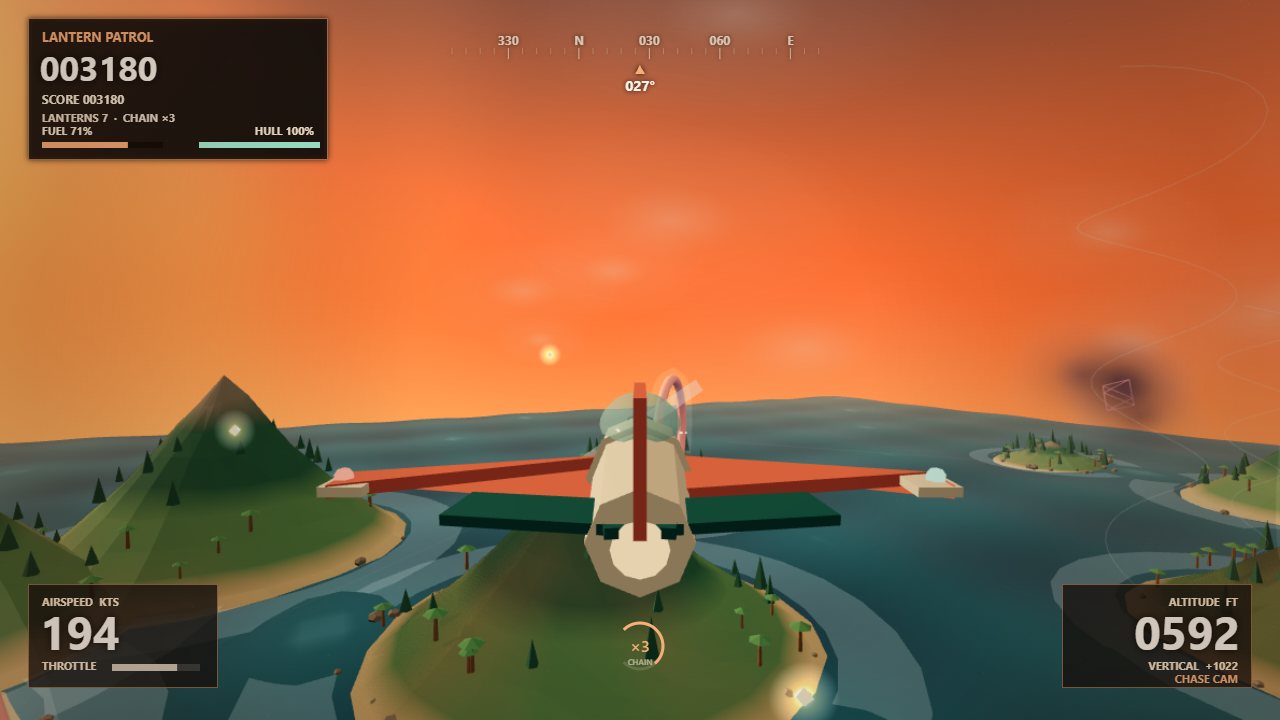 LANTERN PATROL
003180
SCORE 003180
LANTERNS 7 · CHAIN ×3
FUEL 71% HULL 100%
330 N 030 060 E
027°
×3
CHAIN
AIRSPEED KTS
194
THROTTLE
ALTITUDE FT
0592
VERTICAL +1022
CHASE CAM